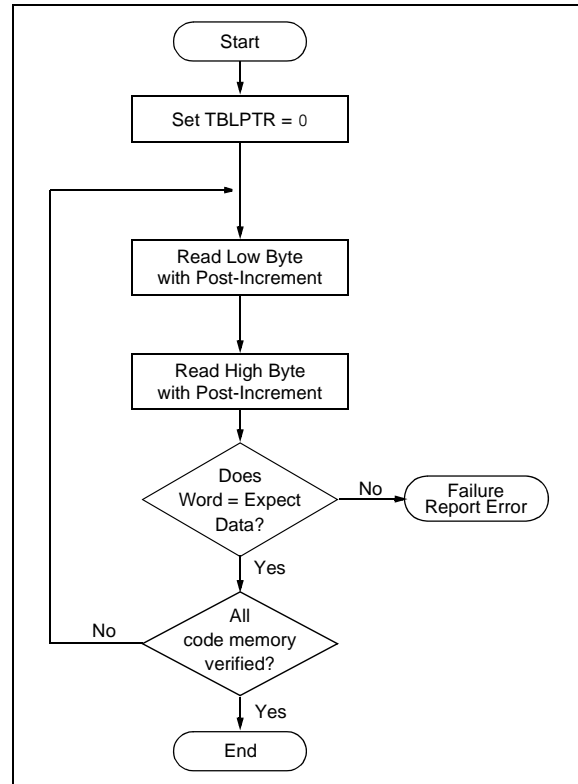 Start
Set TBLPTR = 0
Read Low Byte
with Post-Increment
Read High Byte
with Post-Increment
Does
Word = Expect
Data?
No
Failure
Report Error
Yes
All
code memory
verified?
No
Yes
End